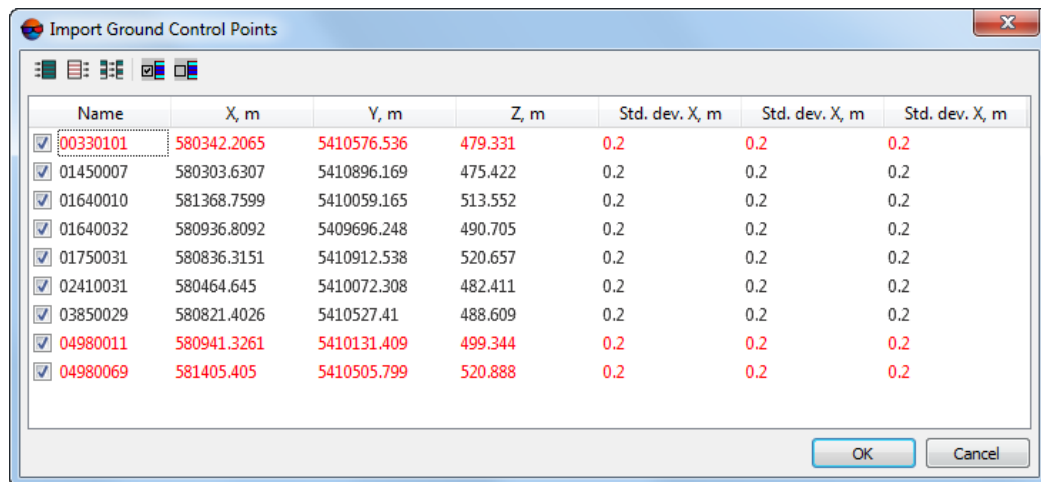 Import Ground Control Points
Name X, m Y, m Z, m Std. dev. X, m Std. dev. X, m Std. dev. X, m
00330101 580342.2065 5410576.536 479.331 0.2 0.2 0.2
01450007 580303.6307 5410896.169 475.422 0.2 0.2 0.2
01640010 581368.7599 5410059.165 513.552 0.2 0.2 0.2
01640032 580936.8092 5409696.248 490.705 0.2 0.2 0.2
01750031 580836.3151 5410912.538 520.657 0.2 0.2 0.2
02410031 580464.645 5410072.308 482.411 0.2 0.2 0.2
03850029 580821.4026 5410527.41 488.609 0.2 0.2 0.2
04980011 580941.3261 5410131.409 499.344 0.2 0.2 0.2
04980069 581405.405 5410505.799 520.888 0.2 0.2 0.2
OK Cancel